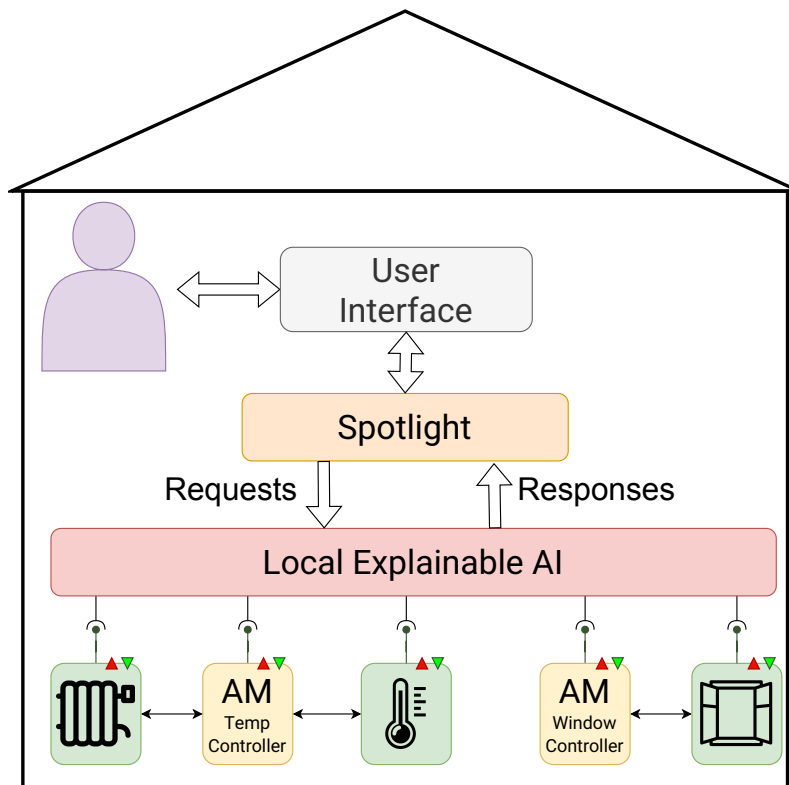 User
Interface
Spotlight
Requests
Responses
Local Explainable AI
AM
Temp
Controller
AM
Window
Controller